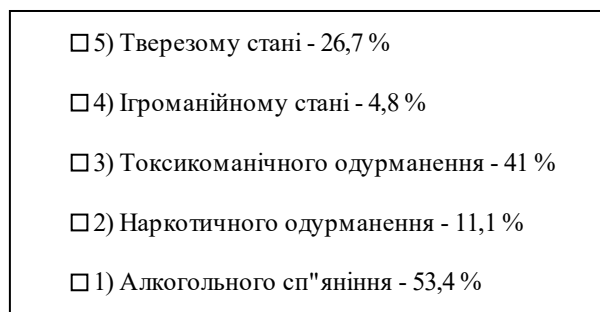 5) Тверезому стані - 26,7 %
4) Ігроманійному стані - 4,8 %
3) Токсикоманічного одурманення - 41 %
2) Наркотичного одурманення - 11,1 %
1) Алкогольного сп"яніння - 53,4 %